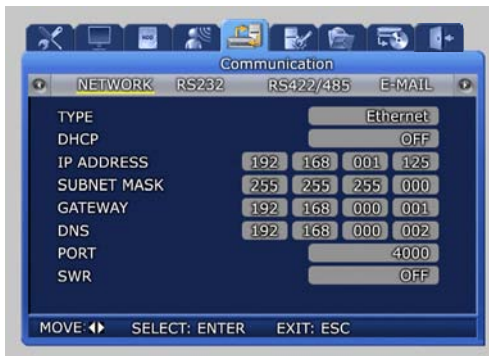 HDD
Communication
NETWORK RS232 RS422/485 E-MAIL
TYPE Ethernet
DHCP OFF
IP ADDRESS 192 168 001 125
SUBNET MASK 255 255 255 000
GATEWAY 192 168 000 001
DNS 192 168 000 002
PORT 4000
SWR OFF
MOVE: SELECT: ENTER EXIT: ESC